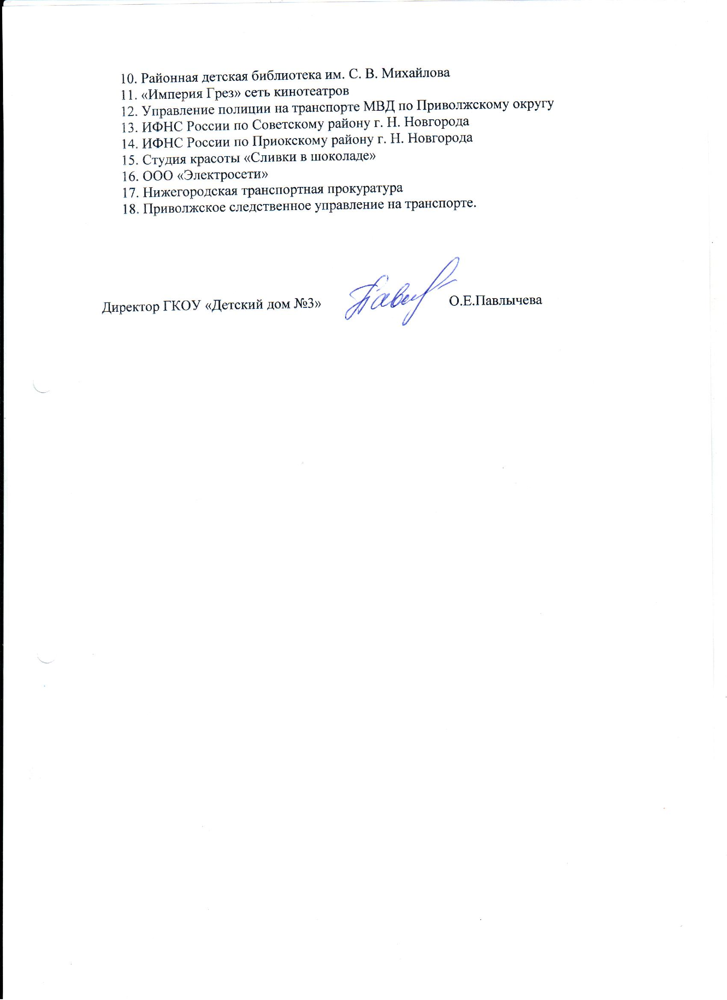 10. Районная детская библиотека им. С. В. Михайлова
11. «Империя Грез» сеть кинотеатров
12. Управление полиции на транспорте МВД по Приволжскому округу
13. ИФНС России по Советскому району г. Н. Новгорода
14. ИФНС России по Приокскому району г. Н. Новгорода
15. Студия красоты «Сливки в шоколаде»
16. ООО «Электросети»
17. Нижегородская транспортная прокуратура
18. Приволжское следственное управление на транспорте.
Директор ГКОУ «Детский дом №3» О.Е.Павлычева